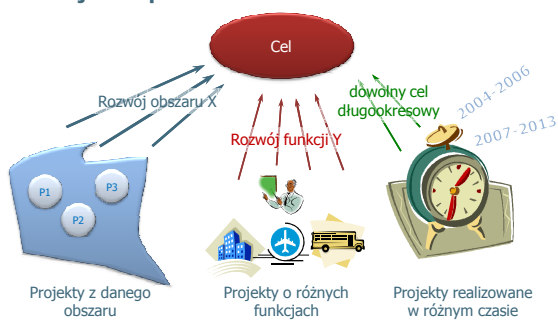 Cel
Rozwój obszaru X
Rozwój funkcji Y
dowolny cel
długookresowy
2004-2006
2007-2013
P1
P3
P2
Projekty z danego
obszaru
Projekty o różnych
funkcjach
Projekty realizowane
w różnym czasie